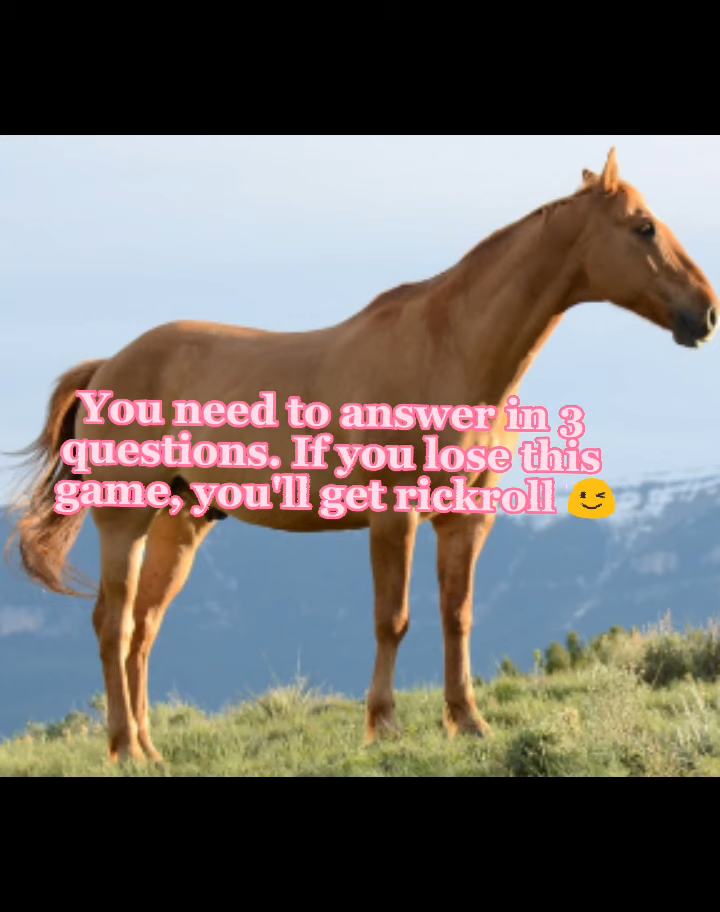 You need to answer in 3
questions. If you lose this
game, you'll get rickroll 😉